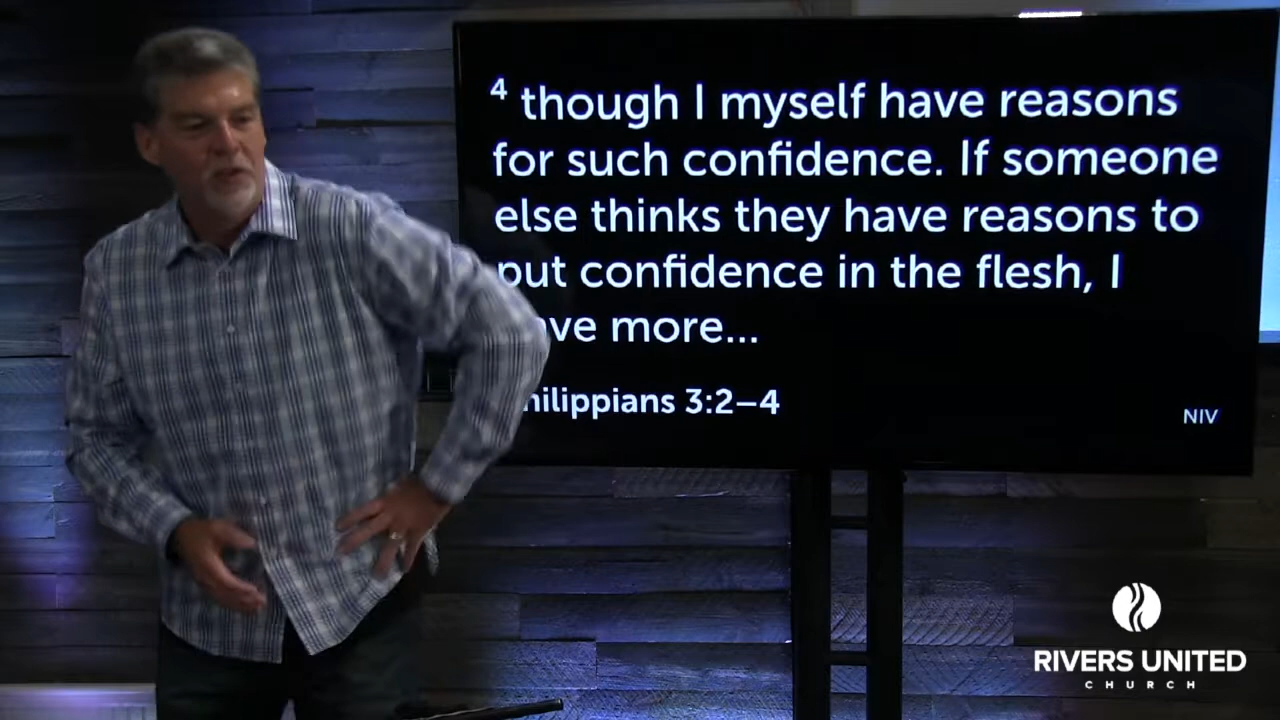 4 though I myself have reasons
for such confidence. If someone
else thinks they have reasons to
put confidence in the flesh, I
more...
3:2–4
NIV
RIVERS UNITED
CHURCH